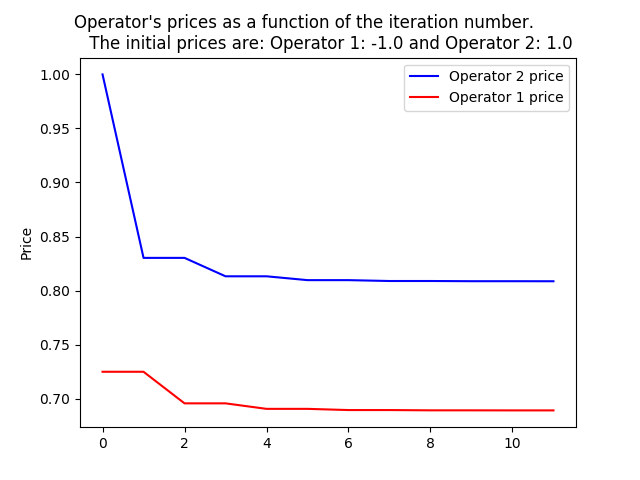 Operator's prices as a function of the iteration number.
The initial prices are: Operator 1: -1.0 and Operator 2: 1.0
Operator 2 price
Operator 1 price
Price
1.00
0.95
0.90
0.85
0.80
0.75
0.70
0 2 4 6 8 10